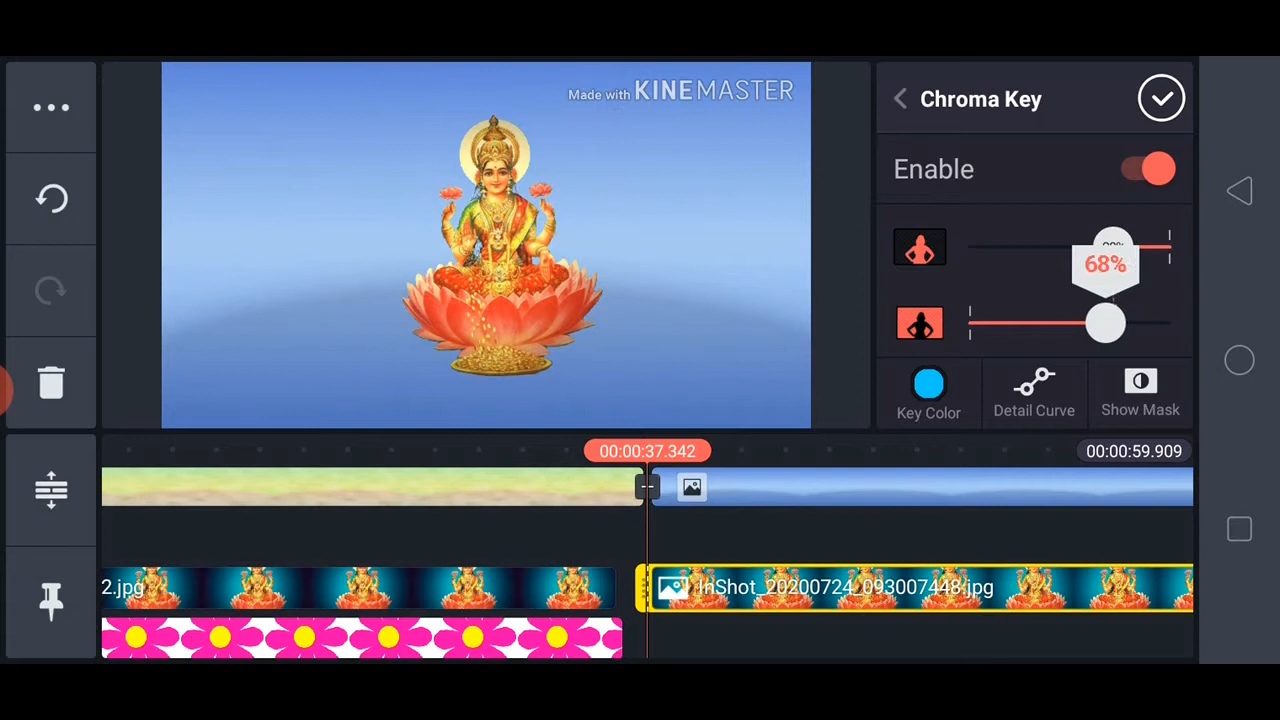 Made with KINEMASTER
Chroma Key
Enable
68%
Key Color
Detail Curve
Show Mask
00:00:37.342
00:00:59.909
2.jpg
InShot_20200724_093007448.jpg